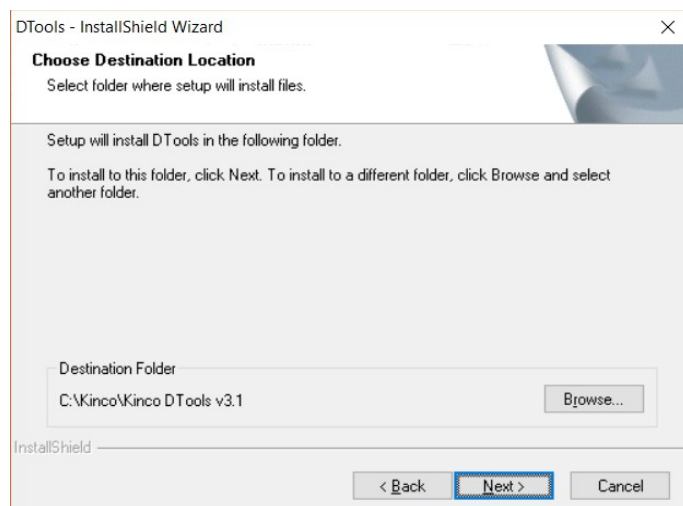 DTools - InstallShield Wizard
Choose Destination Location
Select folder where setup will install files.
Setup will install DTools in the following folder.
To install to this folder, click Next. To install to a different folder, click Browse and select
another folder.
Destination Folder
C:\Kinco\Kinco DTools v3.1
Browse...
InstallShield
< Back
Next >
Cancel